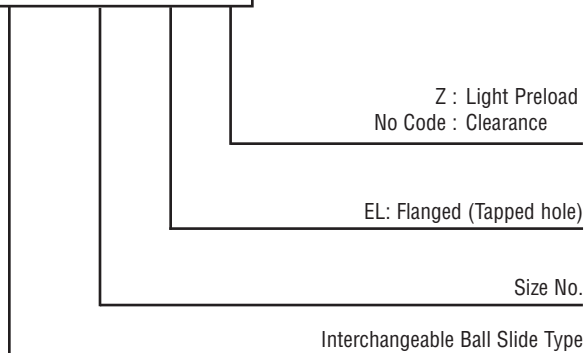 Z : Light Preload
No Code : Clearance
EL: Flanged (Tapped hole)
Size No.
Interchangeable Ball Slide Type